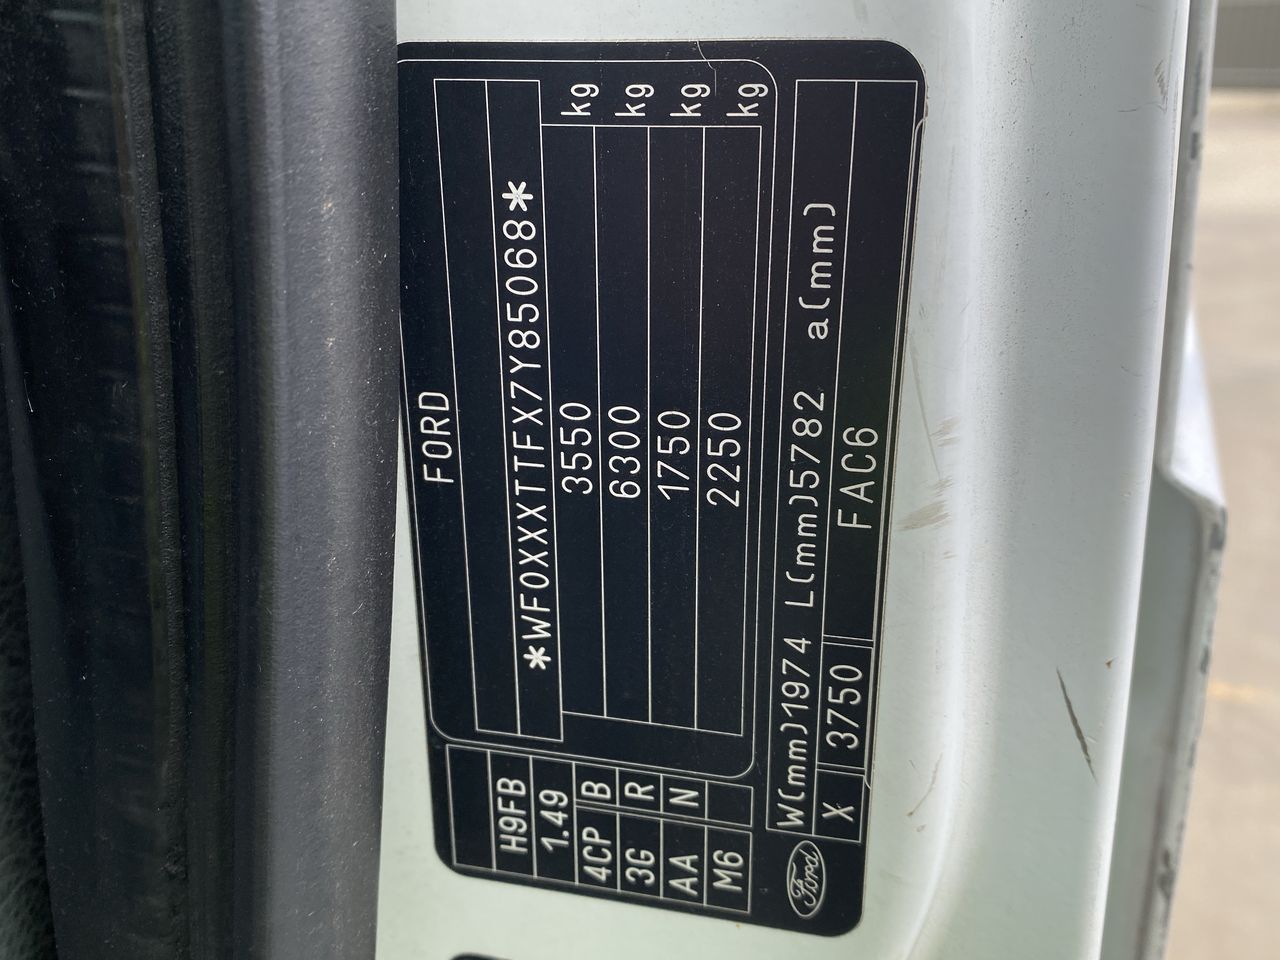 FORD
*WF0XXXTTFX7Y85068*
3550 kg
6300 kg
1750 kg
2250 kg
H9FB
1.49
4CP B
3G R
AA N
M6
W(mm)1974 L(mm)5782 a(mm)
X 3750 FAC6
Ford